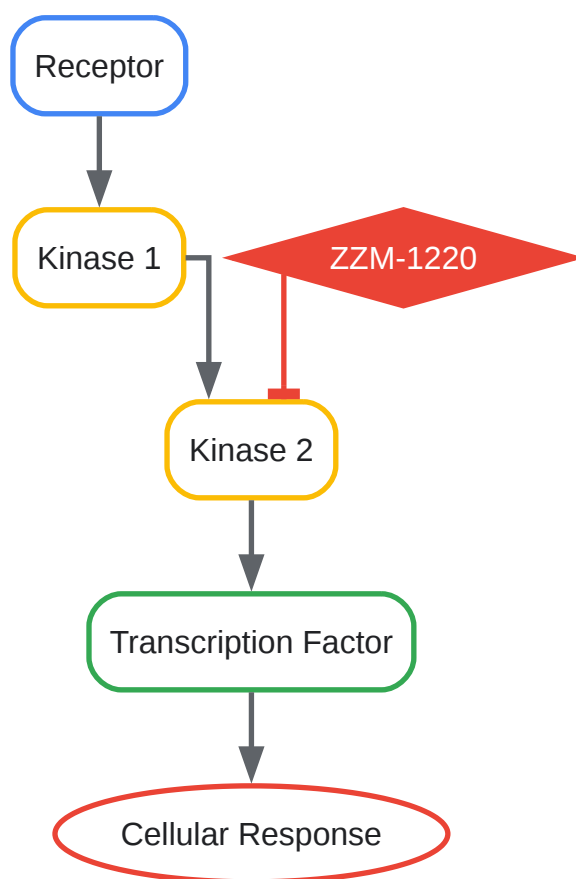 Receptor
Kinase 1
ZZM-1220
Kinase 2
Transcription Factor
Cellular Response